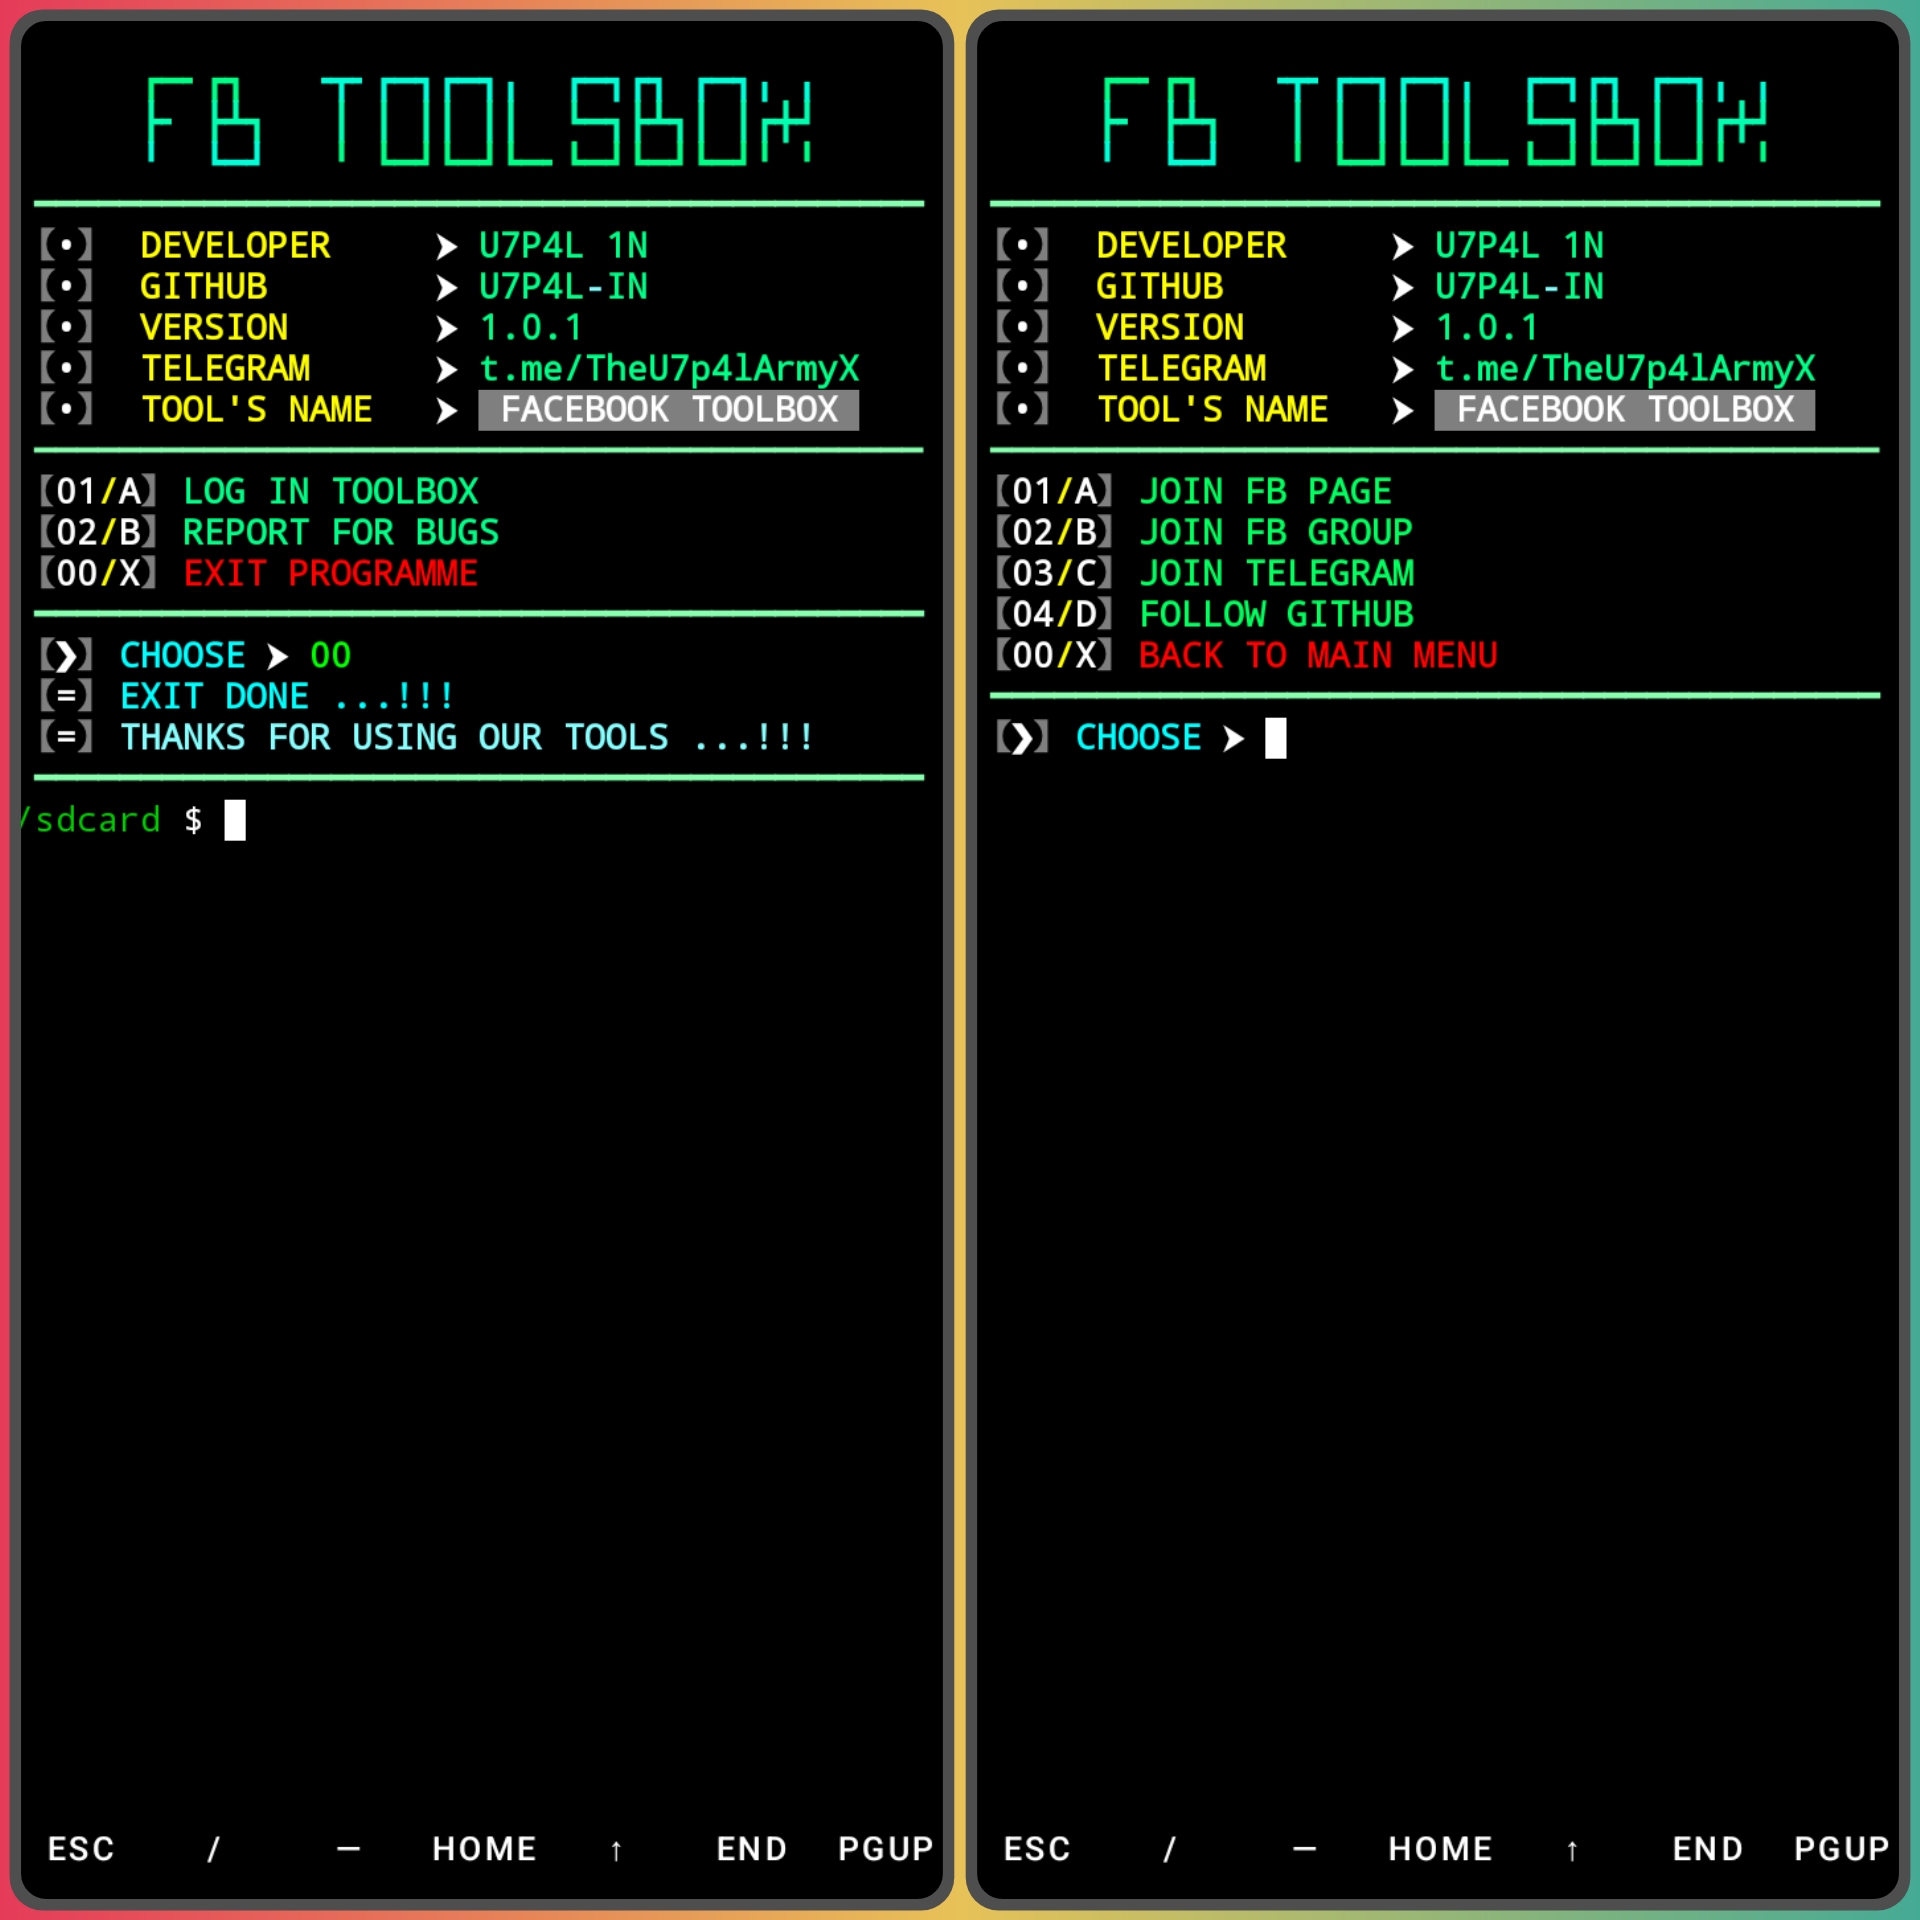 FB TOOLSBOX
[•] DEVELOPER ➤ U7P4L 1N
[•] GITHUB ➤ U7P4L-IN
[•] VERSION ➤ 1.0.1
[•] TELEGRAM ➤ t.me/TheU7p4lArmyX
[•] TOOL'S NAME ➤ FACEBOOK TOOLBOX
[01/A] LOG IN TOOLBOX
[02/B] REPORT FOR BUGS
[00/X] EXIT PROGRAMME
[❯] CHOOSE ➤ 00
[=] EXIT DONE ...!!!
[=] THANKS FOR USING OUR TOOLS ...!!!
/sdcard $
ESC / — HOME ↑ END PGUP
FB TOOLSBOX
[•] DEVELOPER ➤ U7P4L 1N
[•] GITHUB ➤ U7P4L-IN
[•] VERSION ➤ 1.0.1
[•] TELEGRAM ➤ t.me/TheU7p4lArmyX
[•] TOOL'S NAME ➤ FACEBOOK TOOLBOX
[01/A] JOIN FB PAGE
[02/B] JOIN FB GROUP
[03/C] JOIN TELEGRAM
[04/D] FOLLOW GITHUB
[00/X] BACK TO MAIN MENU
[❯] CHOOSE ➤
ESC / — HOME ↑ END PGUP